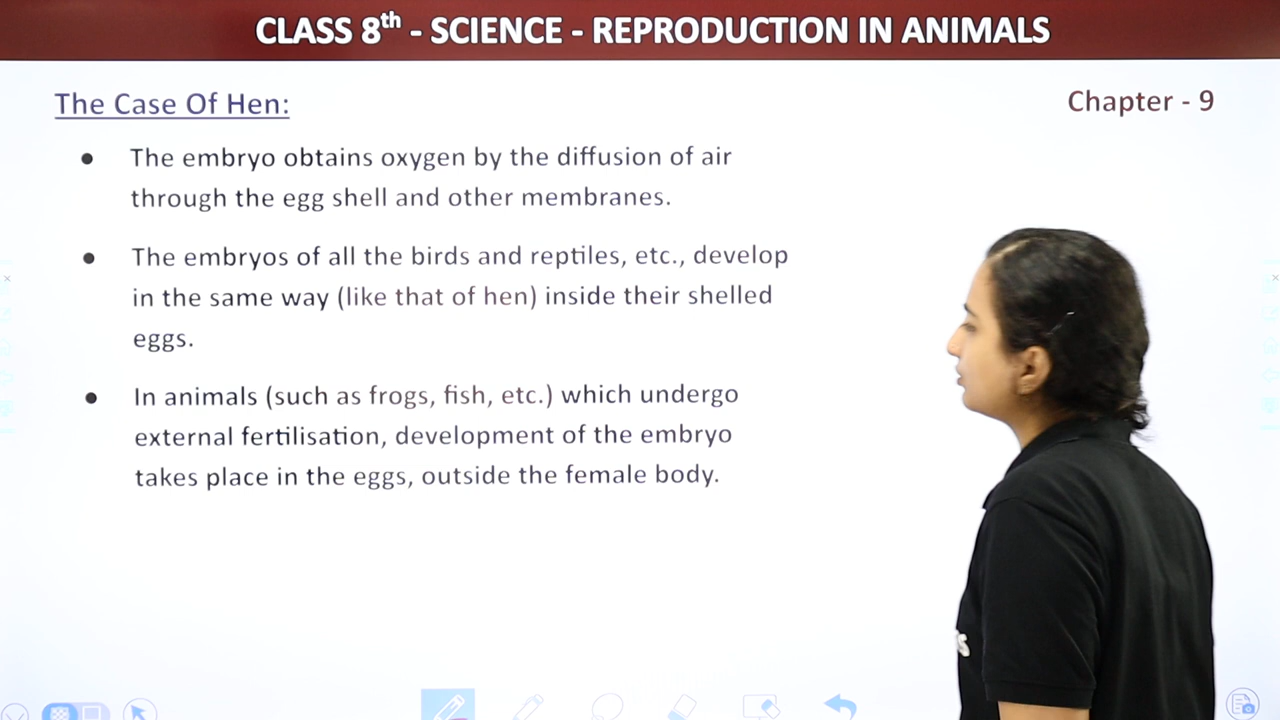 CLASS 8th - SCIENCE - REPRODUCTION IN ANIMALS
The Case Of Hen:
Chapter - 9
● The embryo obtains oxygen by the diffusion of air
through the egg shell and other membranes.
● The embryos of all the birds and reptiles, etc., develop
in the same way (like that of hen) inside their shelled
eggs.
● In animals (such as frogs, fish, etc.) which undergo
external fertilisation, development of the embryo
takes place in the eggs, outside the female body.